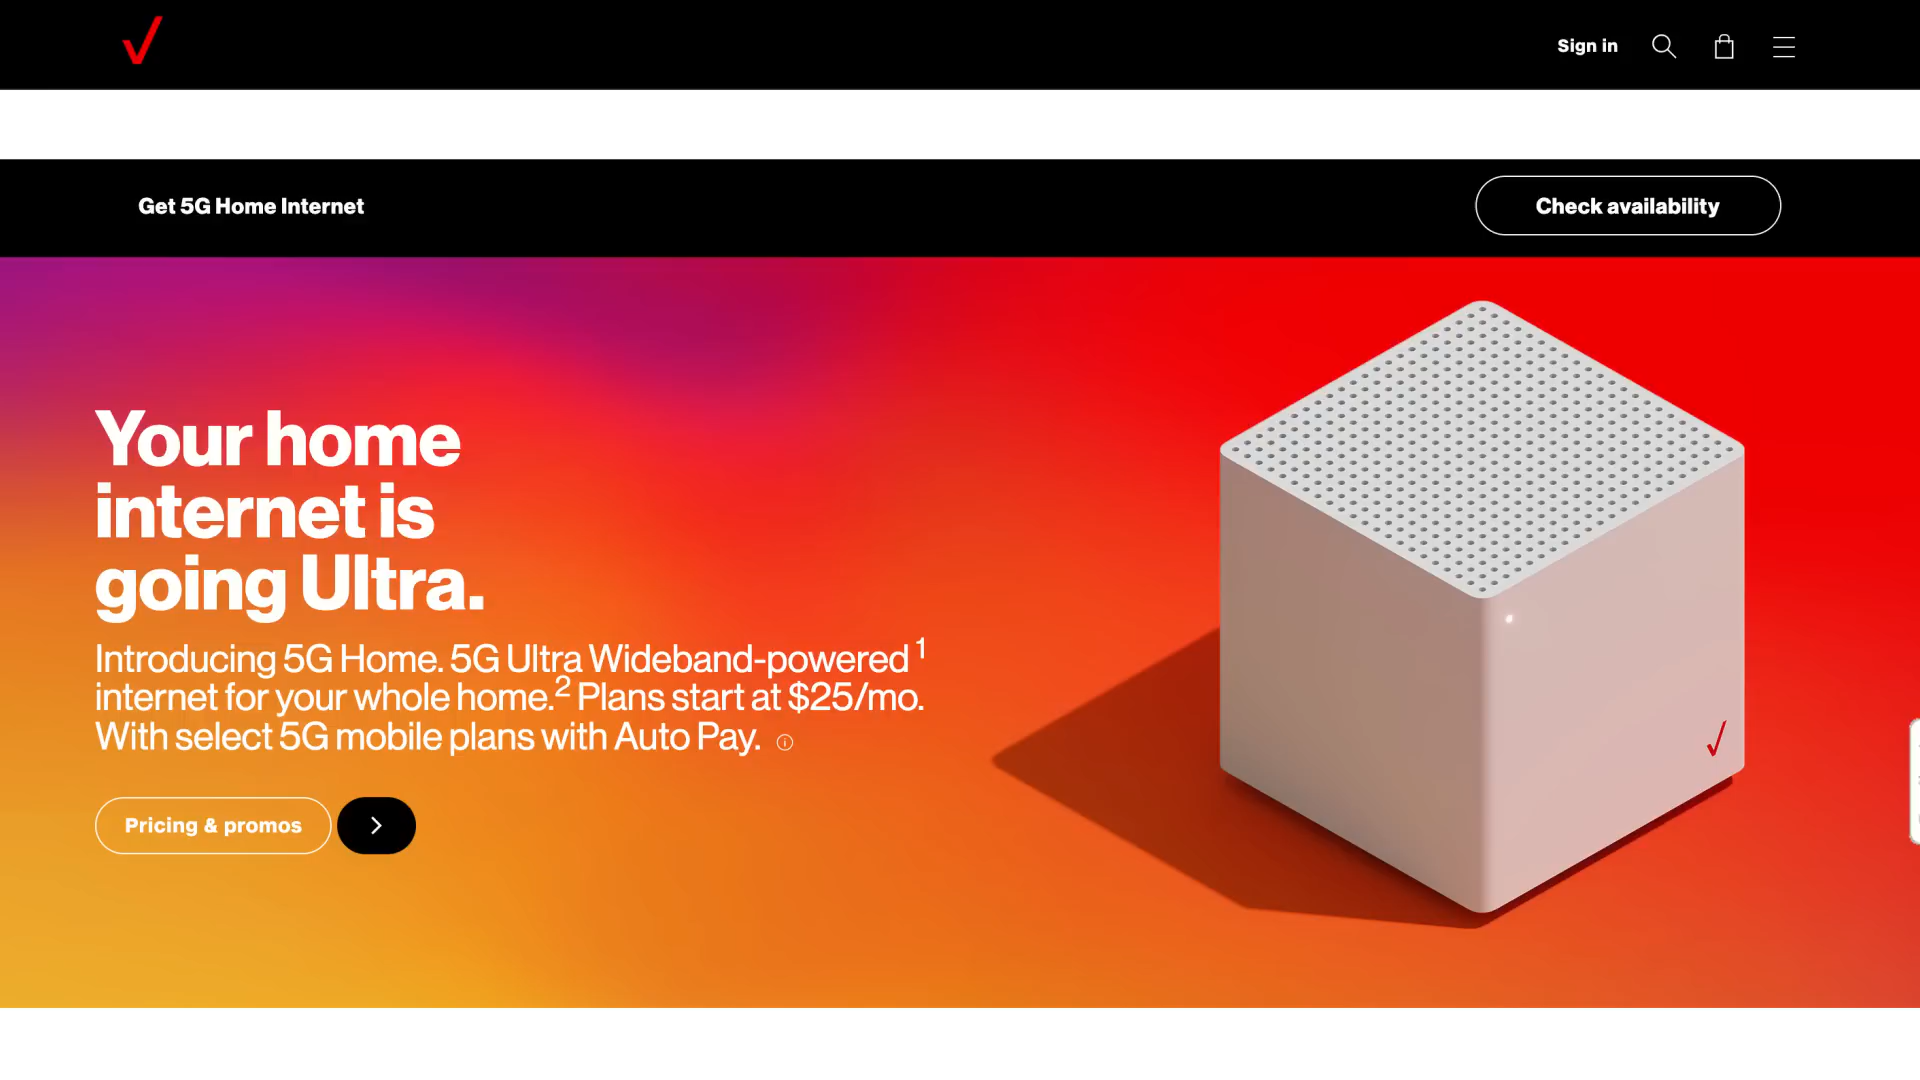 Sign in
Get 5G Home Internet
Check availability
Your home
internet is
going Ultra.
Introducing 5G Home. 5G Ultra Wideband-powered 1
internet for your whole home.2 Plans start at $25/mo.
With select 5G mobile plans with Auto Pay.
Pricing & promos